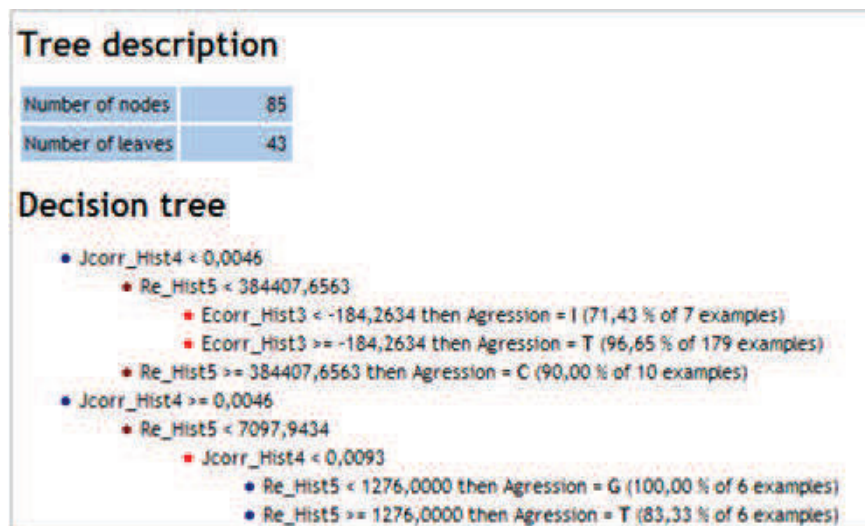 Tree description
Number of nodes 85
Number of leaves 43
Decision tree
Jcorr_Hist4 < 0,0046
Re_Hist5 < 384407,6563
Ecorr_Hist3 < -184,2634 then Agression = I (71,43 % of 7 examples)
Ecorr_Hist3 >= -184,2634 then Agression = T (96,65 % of 179 examples)
Re_Hist5 >= 384407,6563 then Agression = C (90,00 % of 10 examples)
Jcorr_Hist4 >= 0,0046
Re_Hist5 < 7097,9434
Jcorr_Hist4 < 0,0093
Re_Hist5 < 1276,0000 then Agression = G (100,00 % of 6 examples)
Re_Hist5 >= 1276,0000 then Agression = T (83,33 % of 6 examples)